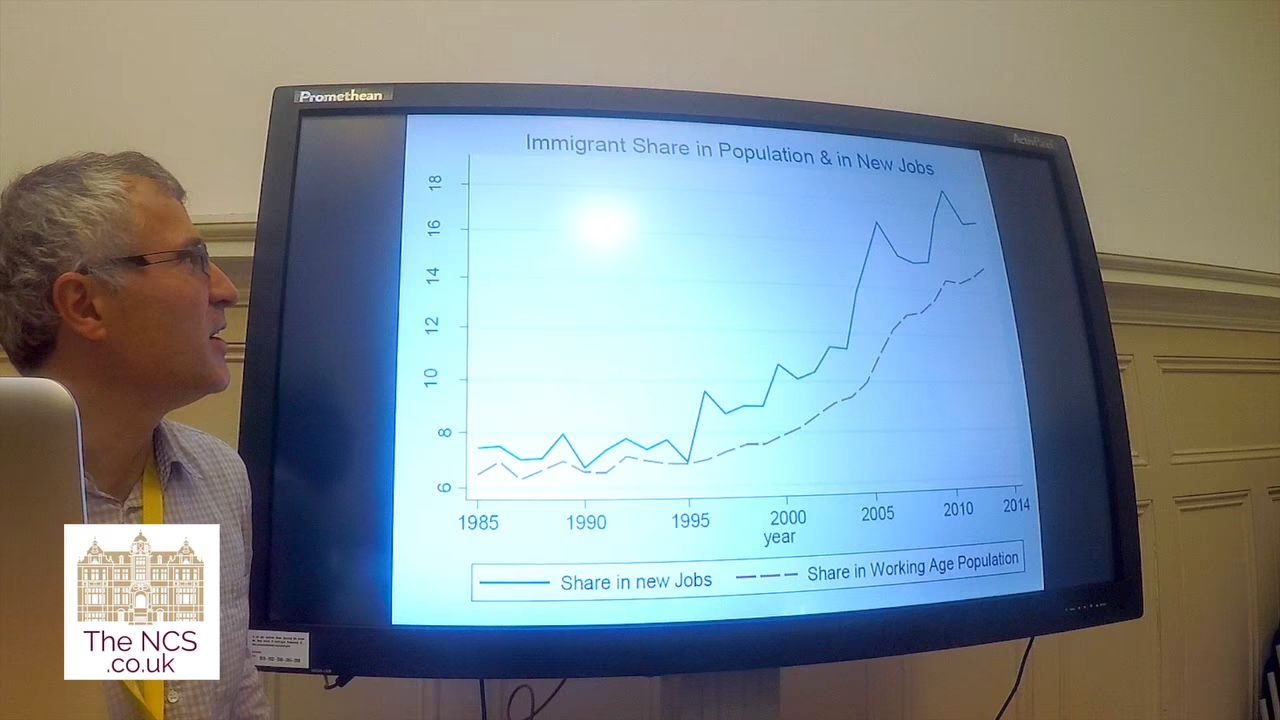 Promethean
ActivPanel
Immigrant Share in Population & in New Jobs
18
16
14
12
10
8
6
1985 1990 1995 2000 2005 2010 2014
year
Share in new Jobs Share in Working Age Population
The NCS
.co.uk